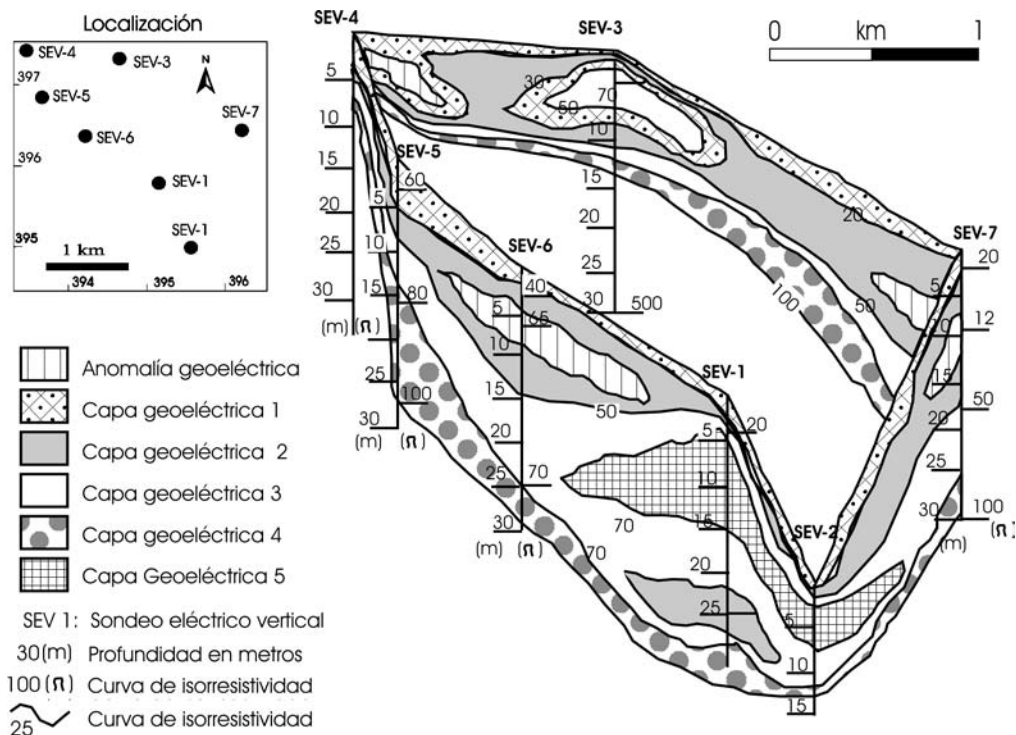 Localización
SEV-4
SEV-3
397
N
SEV-5
SEV-7
SEV-6
396
SEV-1
395
SEV-1
1 km
394
395
396
Anomalía geoeléctrica
Capa geoeléctrica 1
Capa geoeléctrica 2
Capa geoeléctrica 3
Capa geoeléctrica 4
Capa Geoeléctrica 5
SEV 1: Sondeo eléctrico vertical
30(m) Profundidad en metros
100 (Ω) Curva de isorresistividad
25 Curva de isorresistividad
0 km 1
SEV-4
5
10
15
20
25
30
(m) (Ω)
SEV-3
30
70
50
10
5
10
15
20
25
30
500
20
50
100
SEV-5
60
5
10
15
80
25
100
30
(m) (Ω)
SEV-6
40
5
65
10
15
50
20
25
70
30
(m) (Ω)
70
70
SEV-1
5
20
10
15
20
25
SEV-2
5
10
15
SEV-7
20
5
10
12
15
20
50
25
30
100
(m) (Ω)